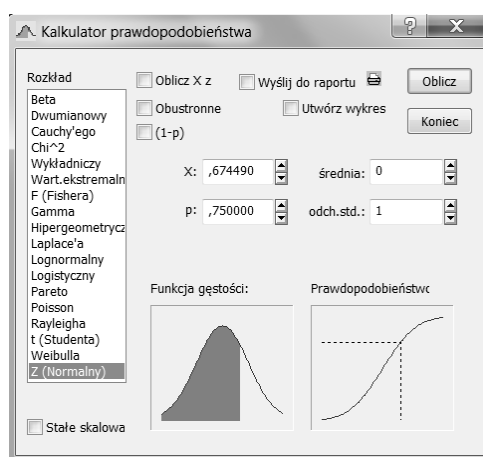 Kalkulator prawdopodobieństwa
Rozkład
Beta
Dwumianowy
Cauchy'ego
Chi^2
Wykładniczy
Wart.ekstremaln
F (Fishera)
Gamma
Hipergeometrycz
Laplace'a
Lognormalny
Logistyczny
Pareto
Poisson
Rayleigha
t (Studenta)
Weibulla
Z (Normalny)
Stałe skalowa
Oblicz X z
Wyślij do raportu
Obustronne
Utwórz wykres
(1-p)
Oblicz
Koniec
X: ,674490
średnia: 0
p: ,750000
odch.std.: 1
Funkcja gęstości:
Prawdopodobieństwc